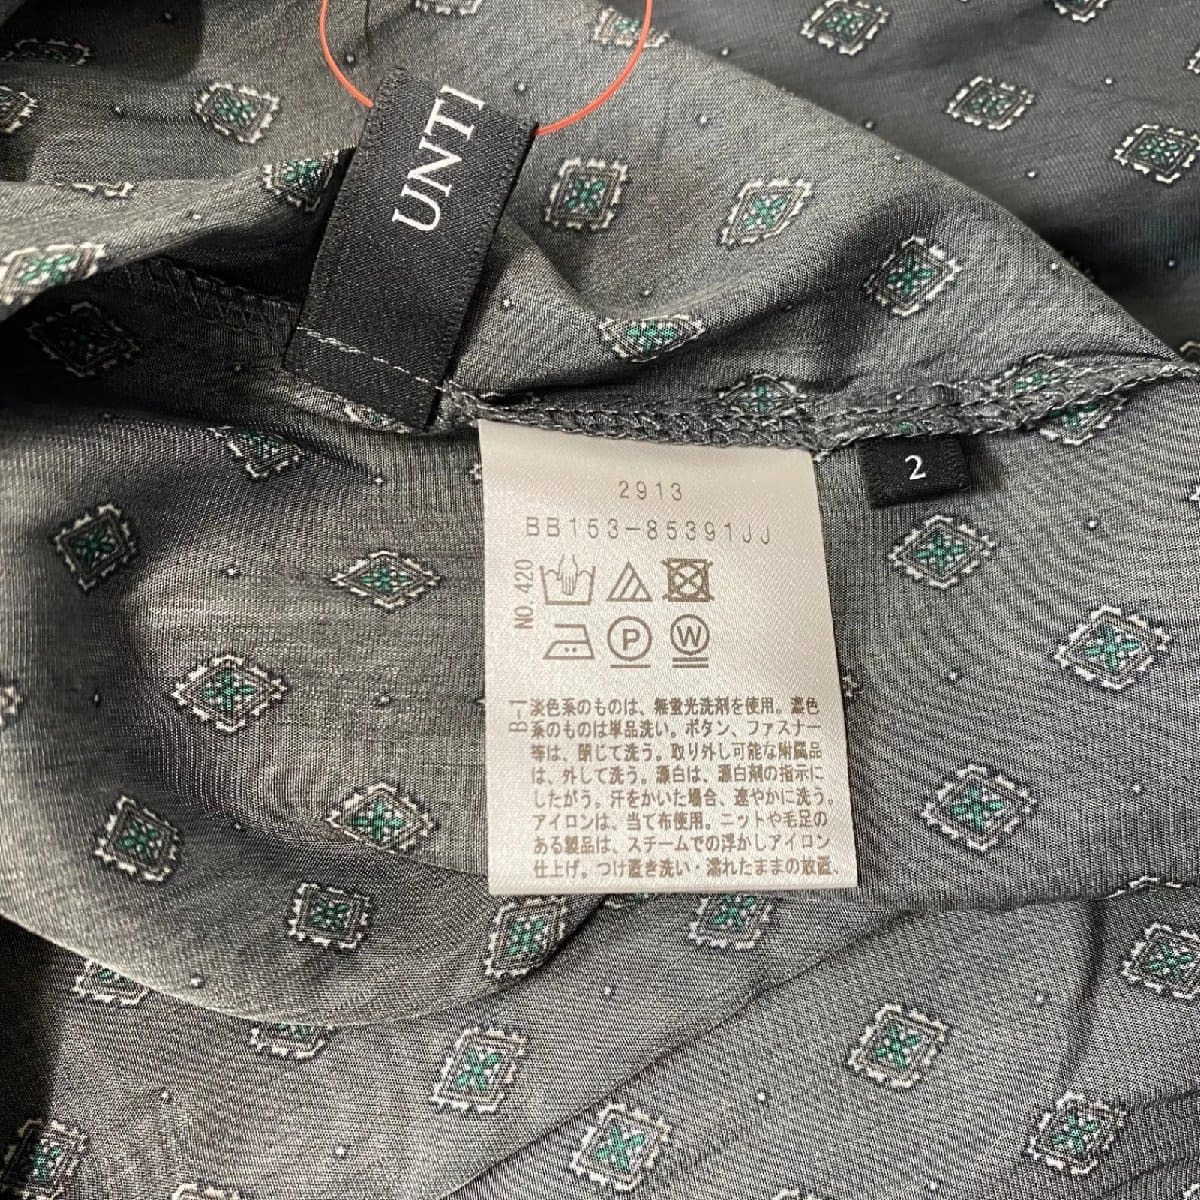 UNTI
2
2913
BB153-85391JJ
NO. 420
P
W
B-1
淡色系のものは、無蛍光洗剤を使用。濃色
系のものは単品洗い。ボタン、ファスナー
等は、閉じて洗う。取り外し可能な附属品
は、外して洗う。漂白は、漂白剤の指示に
したがう。汗をかいた場合、速やかに洗う。
アイロンは、当て布使用。ニットや毛足の
ある製品は、スチームでの浮かしアイロン
仕上げ。つけ置き洗い・濡れたままの放置、